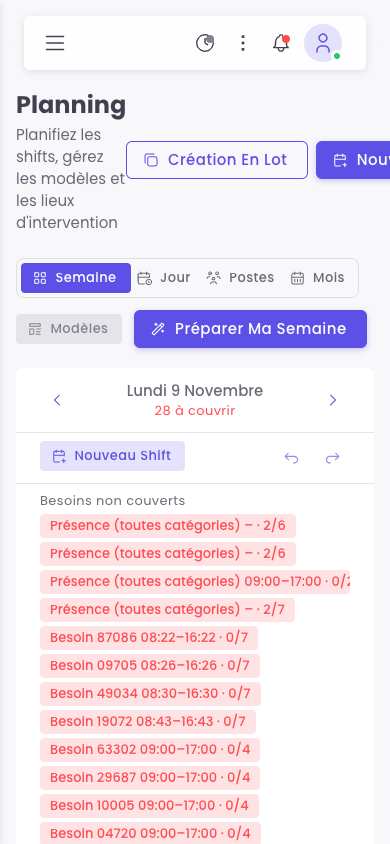 Planning
Planifiez les
shifts, gérez
les modèles et
les lieux
d'intervention
Création En Lot
Semaine
Jour
Postes
Mois
Modèles
Préparer Ma Semaine
Lundi 9 Novembre
28 à couvrir
Nouveau Shift
Besoins non couverts
Présence (toutes catégories) – · 2/6
Présence (toutes catégories) – · 2/6
Présence (toutes catégories) 09:00–17:00 · 0/2
Présence (toutes catégories) – · 2/7
Besoin 87086 08:22–16:22 · 0/7
Besoin 09705 08:26–16:26 · 0/7
Besoin 49034 08:30–16:30 · 0/7
Besoin 19072 08:43–16:43 · 0/7
Besoin 63302 09:00–17:00 · 0/4
Besoin 29687 09:00–17:00 · 0/4
Besoin 10005 09:00–17:00 · 0/4
Besoin 04720 09:00–17:00 · 0/4